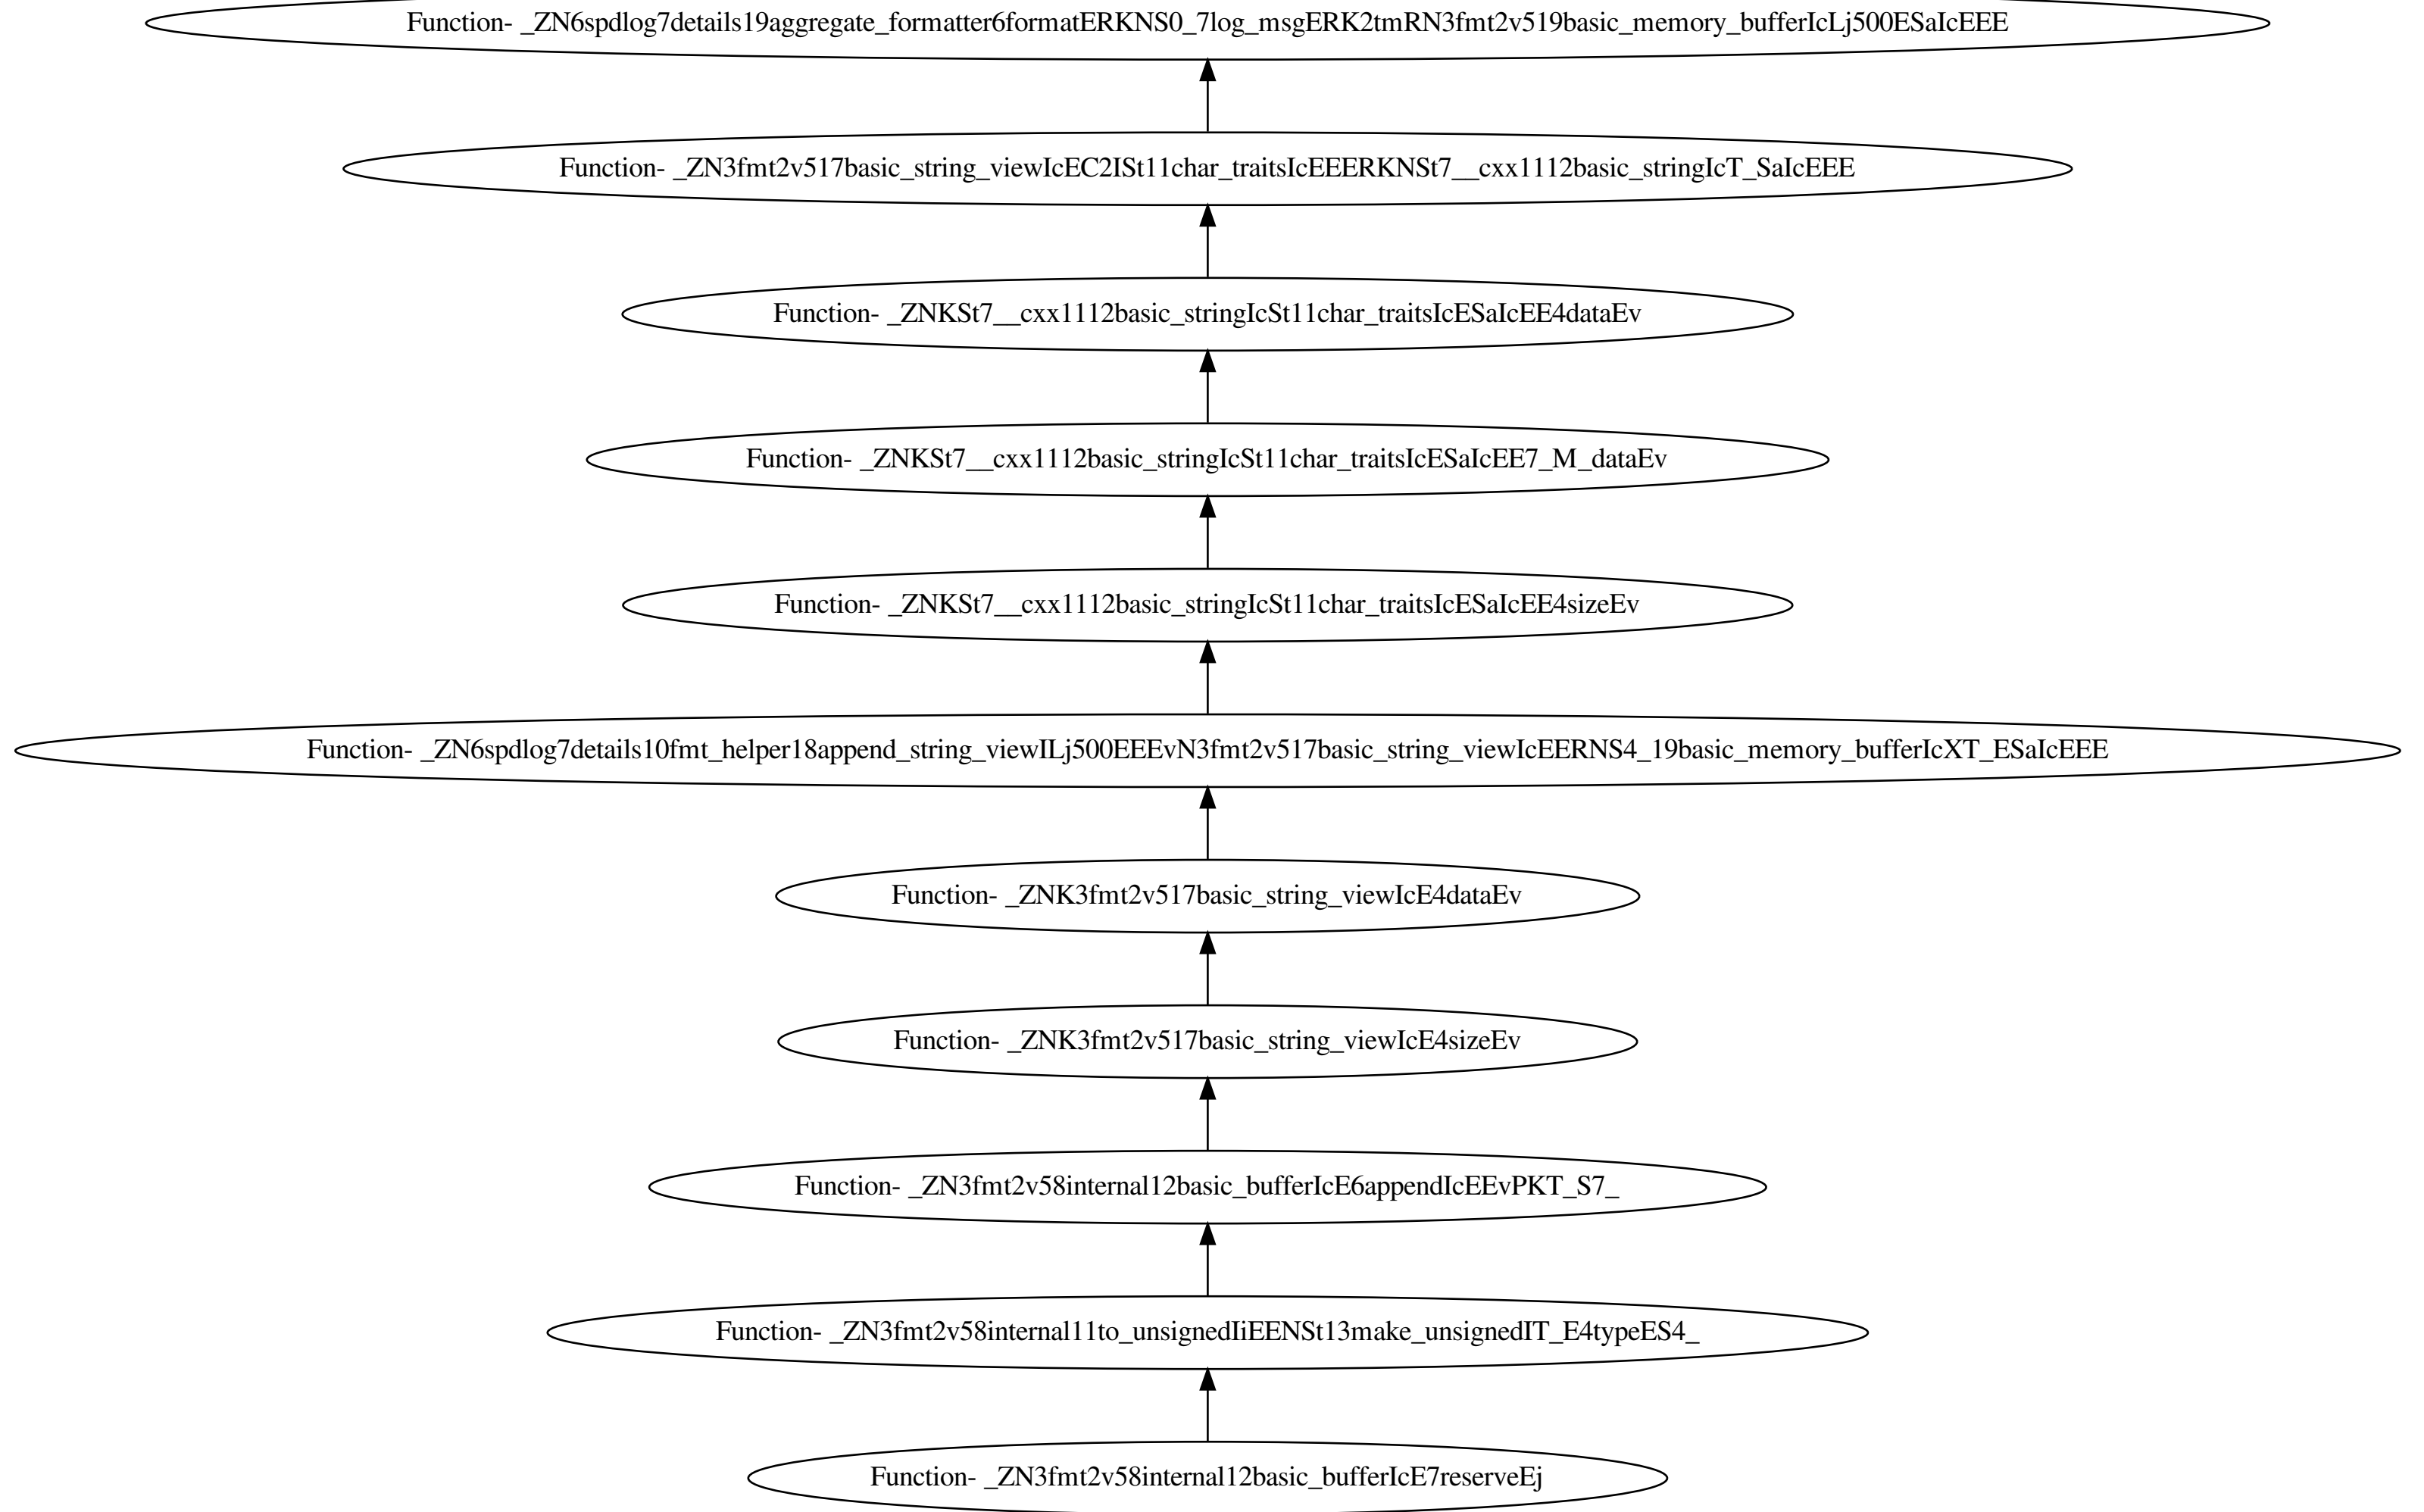 Function- _ZN6spdlog7details19aggregate_formatter6formatERKNS0_7log_msgERK2tmRN3fmt2v519basic_memory_bufferIcLj500ESaIcEEE
Function- _ZN3fmt2v517basic_string_viewIcEC2ISt11char_traitsIcEEERKNSt7__cxx1112basic_stringIcT_SaIcEEE
Function- _ZNKSt7__cxx1112basic_stringIcSt11char_traitsIcESaIcEE4dataEv
Function- _ZNKSt7__cxx1112basic_stringIcSt11char_traitsIcESaIcEE7_M_dataEv
Function- _ZNKSt7__cxx1112basic_stringIcSt11char_traitsIcESaIcEE4sizeEv
Function- _ZN6spdlog7details10fmt_helper18append_string_viewILj500EEEvN3fmt2v517basic_string_viewIcEERNS4_19basic_memory_bufferIcXT_ESaIcEEE
Function- _ZNK3fmt2v517basic_string_viewIcE4dataEv
Function- _ZNK3fmt2v517basic_string_viewIcE4sizeEv
Function- _ZN3fmt2v58internal12basic_bufferIcE6appendIcEEvPKT_S7_
Function- _ZN3fmt2v58internal11to_unsignedIiEENSt13make_unsignedIT_E4typeES4_
Function- _ZN3fmt2v58internal12basic_bufferIcE7reserveEj